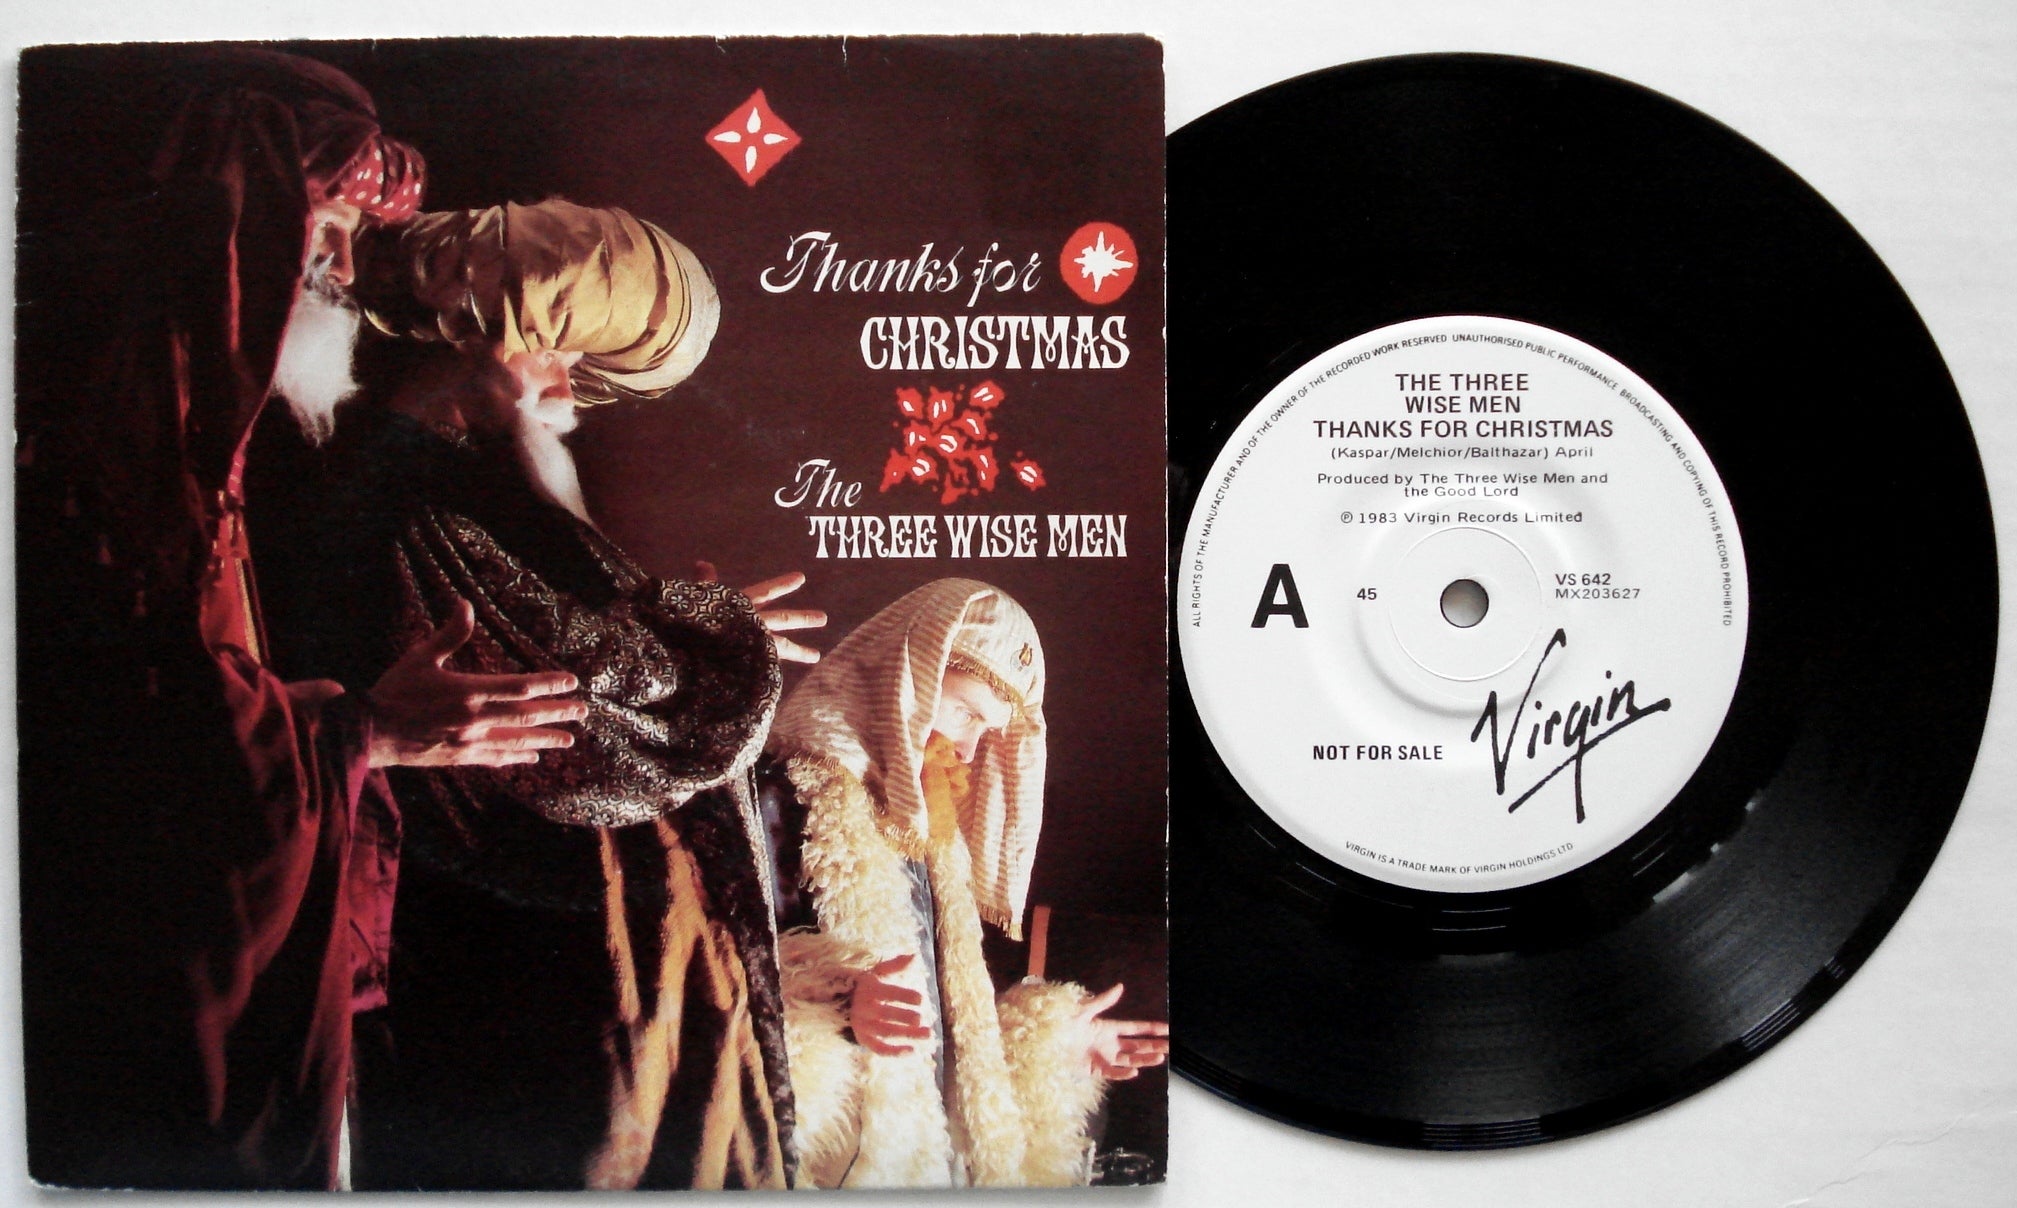 Thanks for
CHRISTMAS
The
THREE WISE MEN
ALL RIGHTS OF THE MANUFACTURER AND OF THE OWNER OF THE RECORDED WORK RESERVED UNAUTHORISED PUBLIC PERFORMANCE BROADCASTING AND COPYING OF THIS RECORD PROHIBITED
THE THREE
WISE MEN
THANKS FOR CHRISTMAS
(Kaspar/Melchior/Balthazar) April
Produced by The Three Wise Men and
the Good Lord
℗ 1983 Virgin Records Limited
A
45
VS 642
MX203627
NOT FOR SALE
Virgin
VIRGIN IS A TRADE MARK OF VIRGIN HOLDINGS LTD